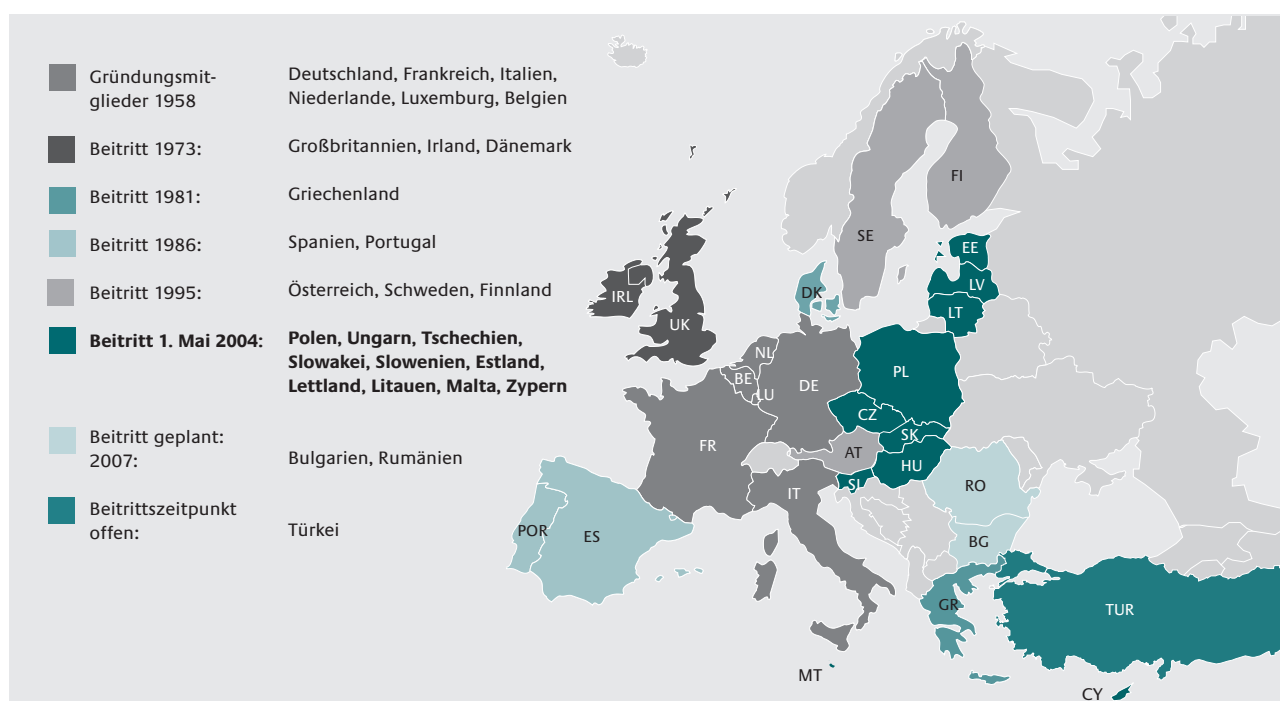 Gründungsmit-
glieder 1958
Deutschland, Frankreich, Italien,
Niederlande, Luxemburg, Belgien
Beitritt 1973:
Großbritannien, Irland, Dänemark
Beitritt 1981:
Griechenland
Beitritt 1986:
Spanien, Portugal
Beitritt 1995:
Österreich, Schweden, Finnland
Beitritt 1. Mai 2004:
Polen, Ungarn, Tschechien,
Slowakei, Slowenien, Estland,
Lettland, Litauen, Malta, Zypern
Beitritt geplant:
2007:
Bulgarien, Rumänien
Beitrittszeitpunkt
offen:
Türkei
FI
SE
EE
LV
LT
DK
IRL
UK
NL
BE
LU
DE
PL
CZ
SK
FR
AT
HU
SI
IT
RO
POR
ES
BG
GR
TUR
MT
CY